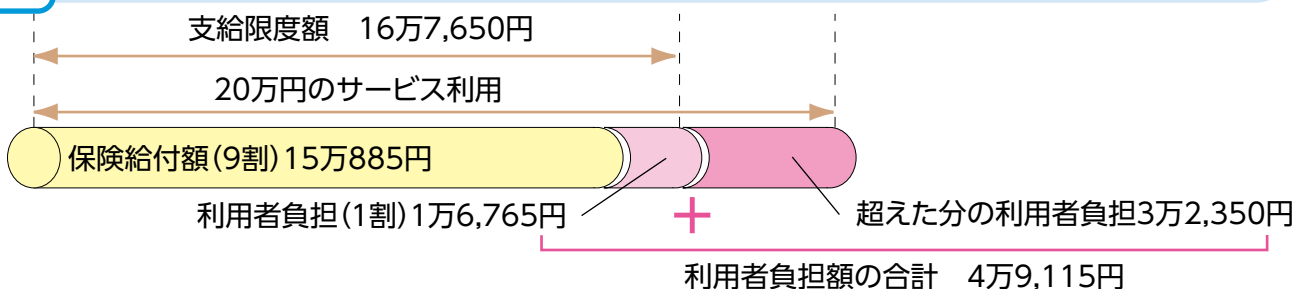 支給限度額　16万7,650円
20万円のサービス利用
保険給付額(9割)15万885円
利用者負担(1割)1万6,765円
+
超えた分の利用者負担3万2,350円
利用者負担額の合計　4万9,115円